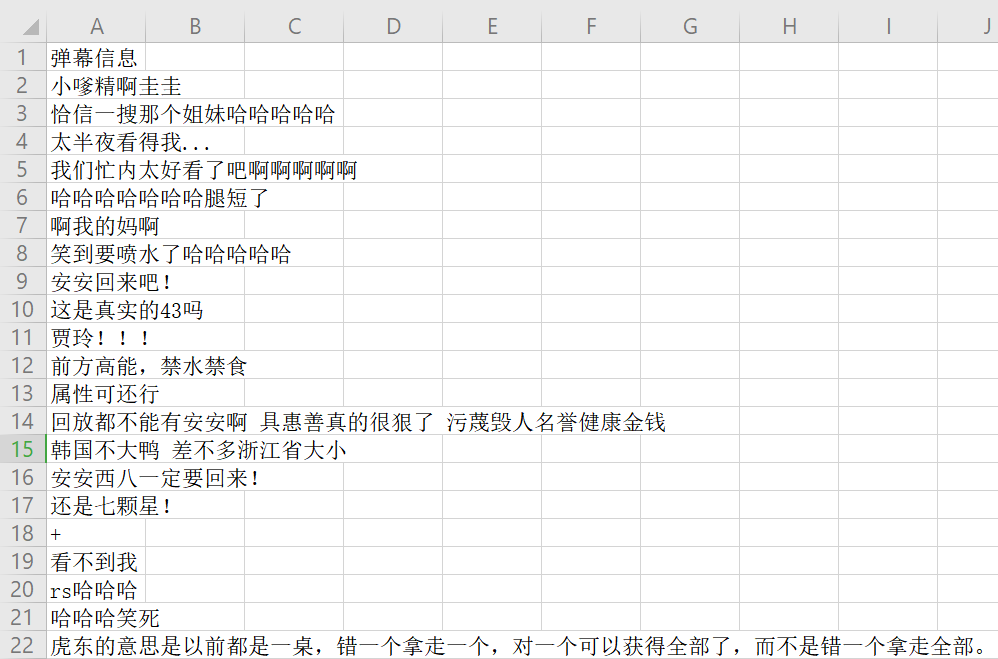 A B C D E F G H I J
1 弹幕信息
2 小嗲精啊圭圭
3 恰信一搜那个姐妹哈哈哈哈哈
4 太半夜看得我...
5 我们忙内太好看了吧啊啊啊啊啊
6 哈哈哈哈哈哈哈腿短了
7 啊我的妈啊
8 笑到要喷水了哈哈哈哈哈
9 安安回来吧!
10 这是真实的43吗
11 贾玲!!!
12 前方高能，禁水禁食
13 属性可还行
14 回放都不能有安安啊 具惠善真的很狠了 污蔑毁人名誉健康金钱
15 韩国不大鸭 差不多浙江省大小
16 安安西八一定要回来!
17 还是七颗星!
18 +
19 看不到我
20 rs哈哈哈
21 哈哈哈笑死
22 虎东的意思是以前都是一桌，错一个拿走一个，对一个可以获得全部了，而不是错一个拿走全部。